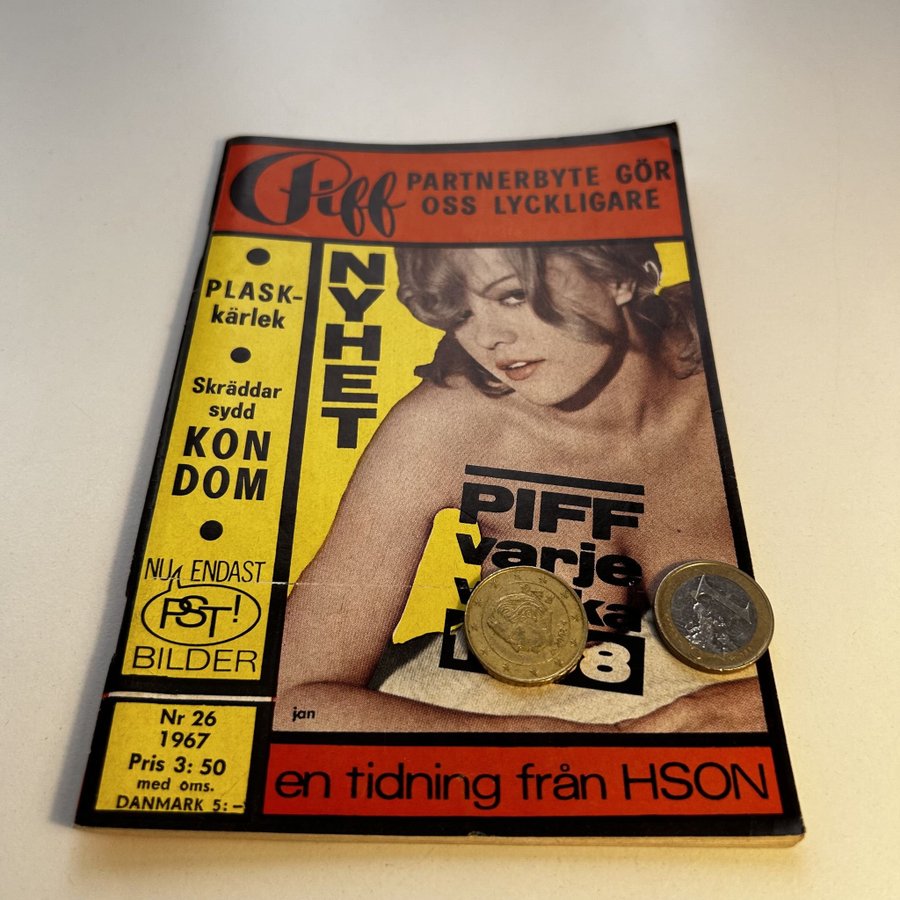 Piff
PARTNERBYTE GÖR
OSS LYCKLIGARE
PLASK-
kärlek
Skräddar
sydd
KON
DOM
NU ENDAST
PST!
BILDER
NYHET
PIFF
varje
8
jan
Nr 26
1967
Pris 3: 50
med oms.
DANMARK 5:-
en tidning från HSON